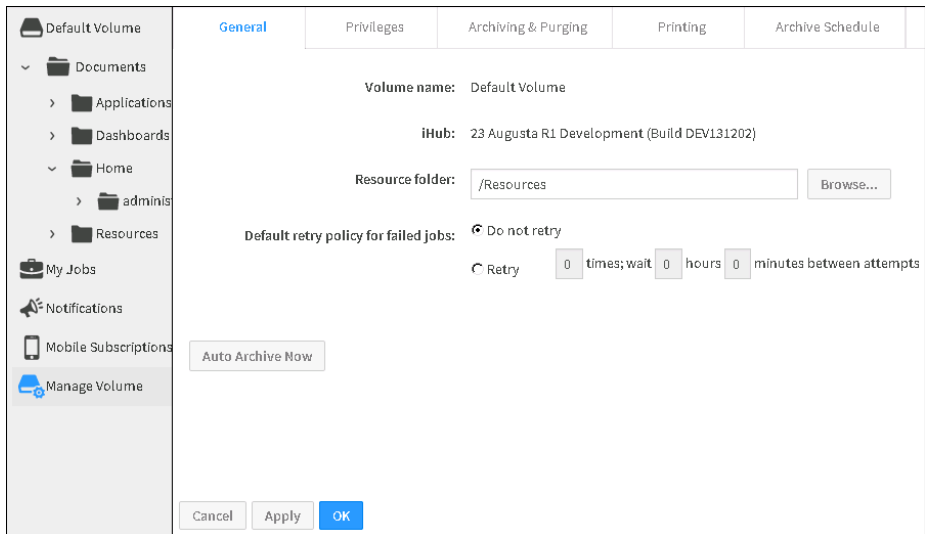 Default Volume
Documents
Applications
Dashboards
Home
adminis
Resources
My Jobs
Notifications
Mobile Subscriptions
Manage Volume
General Privileges Archiving & Purging Printing Archive Schedule
Volume name: Default Volume
iHub: 23 Augusta R1 Development (Build DEV131202)
Resource folder: /Resources Browse...
Default retry policy for failed jobs: Do not retry
Retry 0 times; wait 0 hours 0 minutes between attempts
Auto Archive Now
Cancel Apply OK